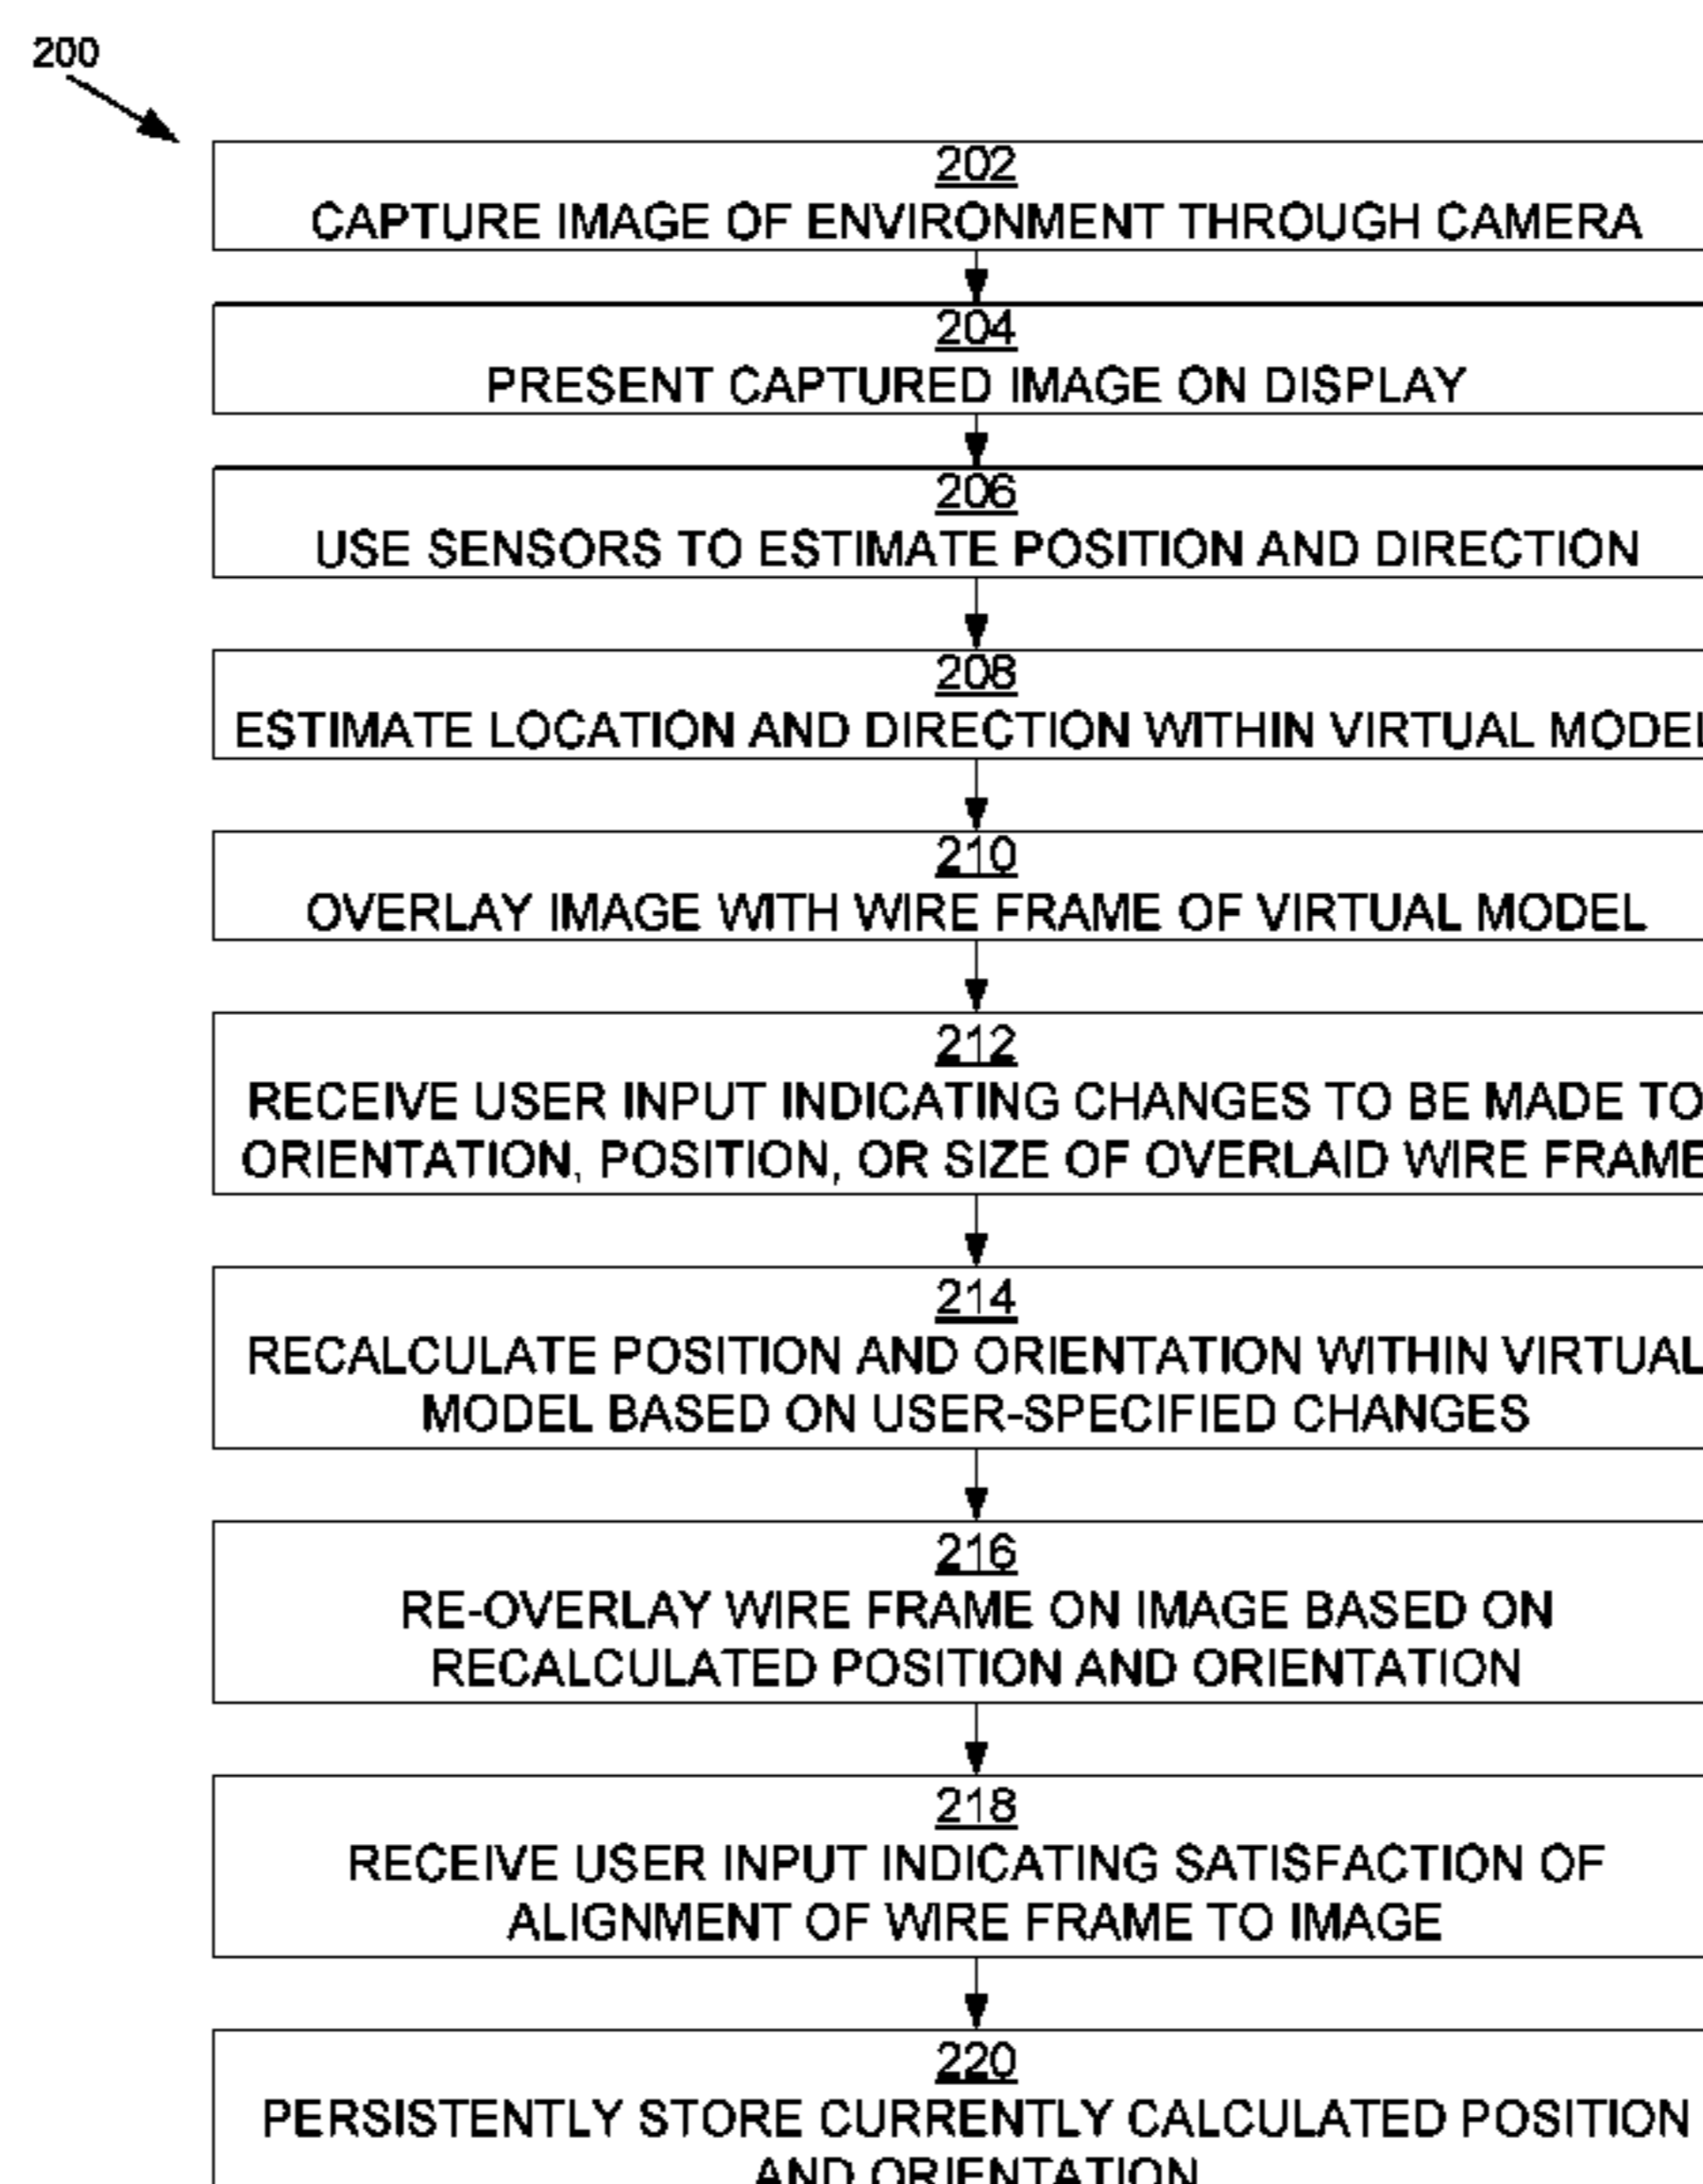 200
202
CAPTURE IMAGE OF ENVIRONMENT THROUGH CAMERA
204
PRESENT CAPTURED IMAGE ON DISPLAY
206
USE SENSORS TO ESTIMATE POSITION AND DIRECTION
208
ESTIMATE LOCATION AND DIRECTION WITHIN VIRTUAL MODEL
210
OVERLAY IMAGE WITH WIRE FRAME OF VIRTUAL MODEL
212
RECEIVE USER INPUT INDICATING CHANGES TO BE MADE TO
ORIENTATION, POSITION, OR SIZE OF OVERLAID WIRE FRAME
214
RECALCULATE POSITION AND ORIENTATION WITHIN VIRTUAL
MODEL BASED ON USER-SPECIFIED CHANGES
216
RE-OVERLAY WIRE FRAME ON IMAGE BASED ON
RECALCULATED POSITION AND ORIENTATION
218
RECEIVE USER INPUT INDICATING SATISFACTION OF
ALIGNMENT OF WIRE FRAME TO IMAGE
220
PERSISTENTLY STORE CURRENTLY CALCULATED POSITION
AND ORIENTATION